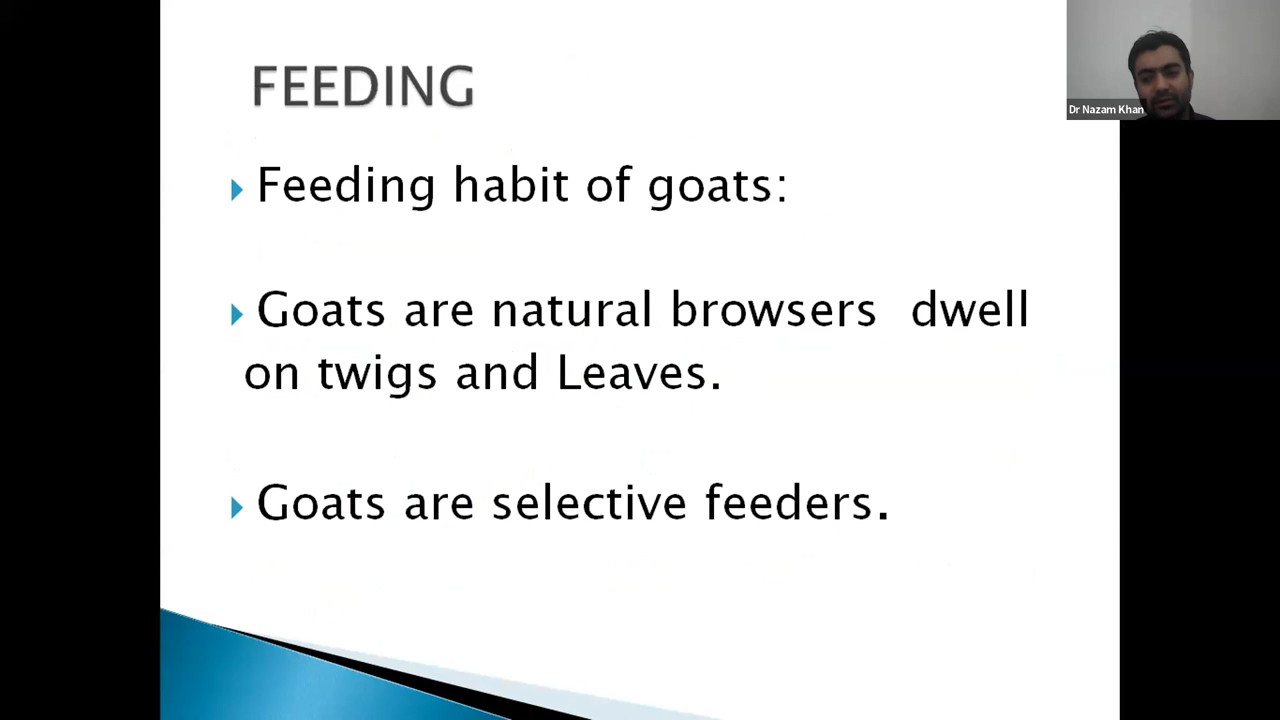 FEEDING
Dr Nazam Khan
Feeding habit of goats:
Goats are natural browsers dwell
on twigs and Leaves.
Goats are selective feeders.